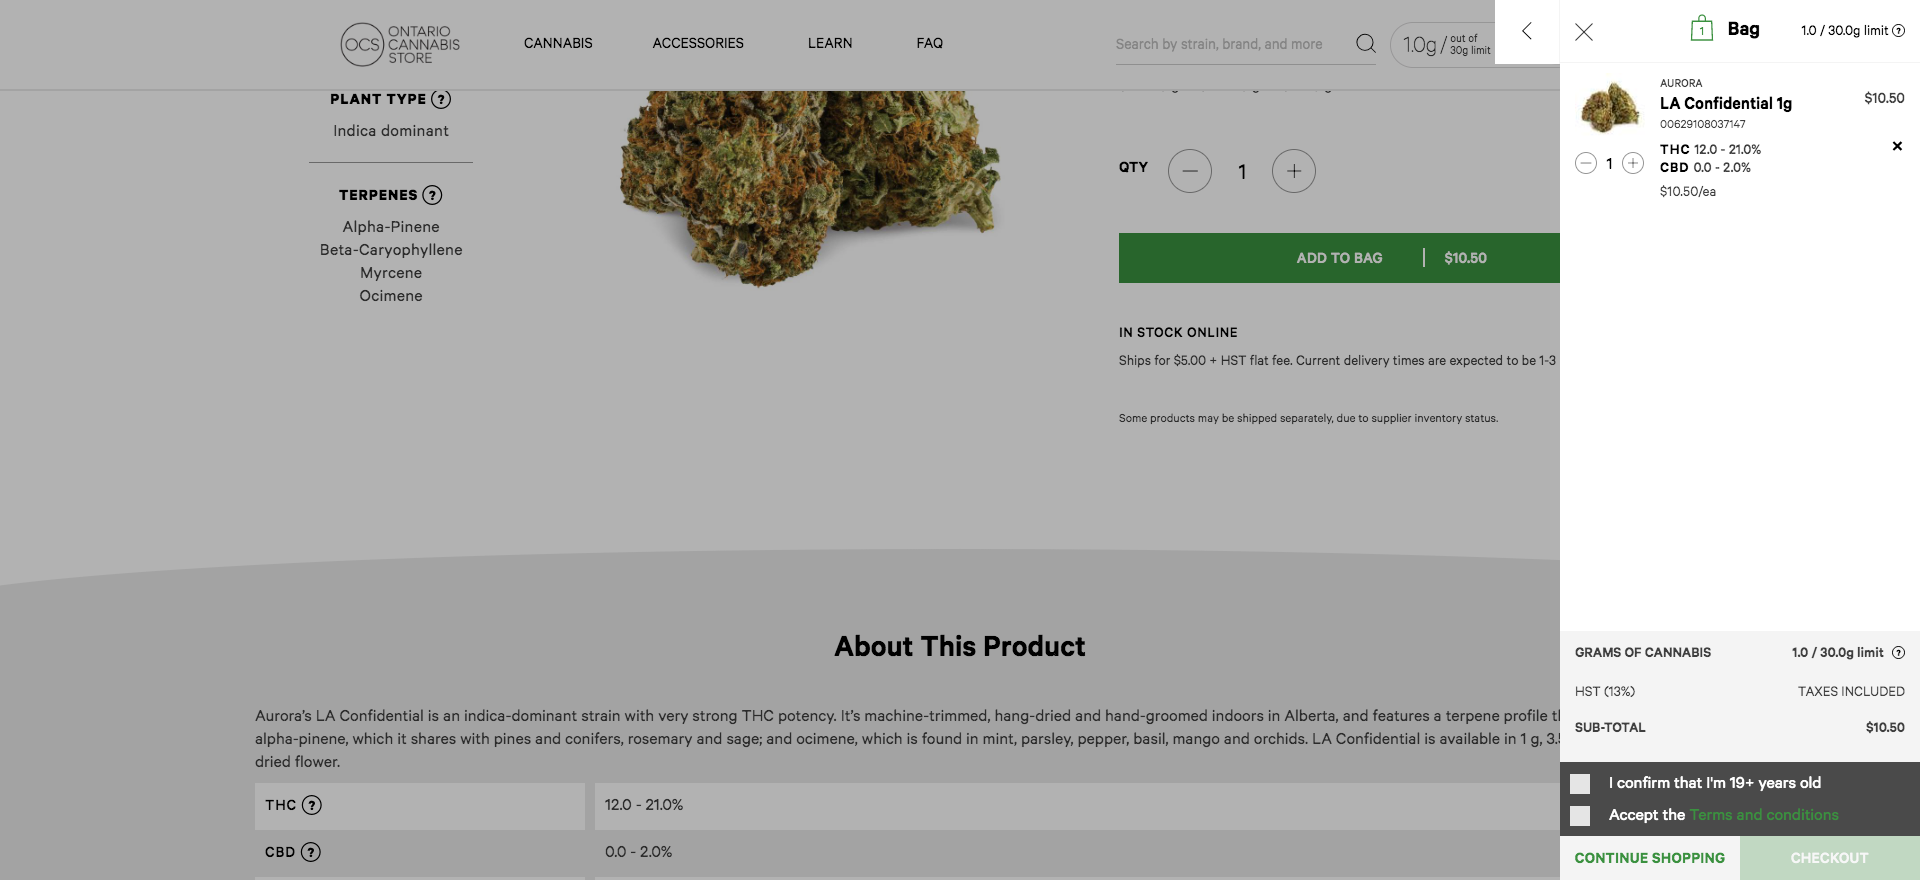 OCS
ONTARIO
CANNABIS
STORE
CANNABIS
ACCESSORIES
LEARN
FAQ
Search by strain, brand, and more
1.0g / out of
30g limit
PLANT TYPE ?
Indica dominant
TERPENES ?
Alpha-Pinene
Beta-Caryophyllene
Myrcene
Ocimene
QTY
1
ADD TO BAG | $10.50
IN STOCK ONLINE
Ships for $5.00 + HST flat fee. Current delivery times are expected to be 1-3
Some products may be shipped separately, due to supplier inventory status.
About This Product
Aurora's LA Confidential is an indica-dominant strain with very strong THC potency. It's machine-trimmed, hang-dried and hand-groomed indoors in Alberta, and features a terpene profile
alpha-pinene, which it shares with pines and conifers, rosemary and sage; and ocimene, which is found in mint, parsley, pepper, basil, mango and orchids. LA Confidential is available in 1 g,
dried flower.
THC ? 12.0 - 21.0%
CBD ? 0.0 - 2.0%
1
Bag
1.0 / 30.0g limit ?
AURORA
LA Confidential 1g
$10.50
00629108037147
THC 12.0 - 21.0%
1
CBD 0.0 - 2.0%
$10.50/ea
GRAMS OF CANNABIS 1.0 / 30.0g limit ?
HST (13%) TAXES INCLUDED
SUB-TOTAL $10.50
I confirm that I'm 19+ years old
Accept the Terms and conditions
CONTINUE SHOPPING
CHECKOUT